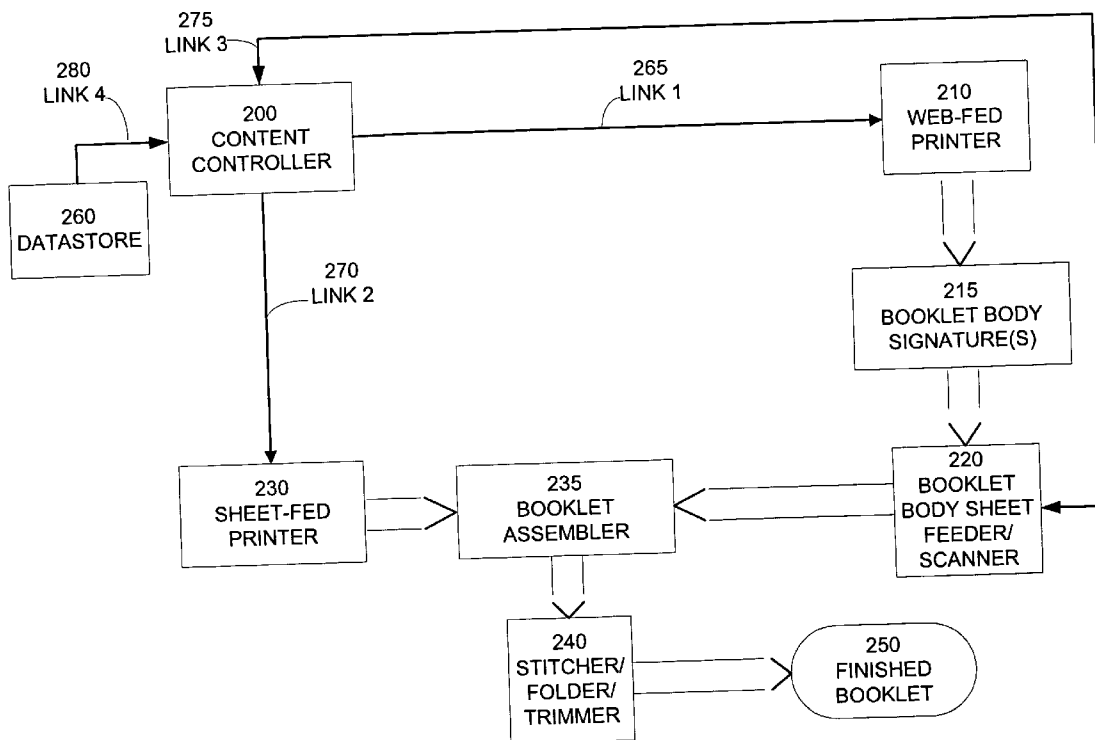 275
LINK 3
280
LINK 4
200
CONTENT
CONTROLLER
265
LINK 1
210
WEB-FED
PRINTER
260
DATASTORE
270
LINK 2
215
BOOKLET BODY
SIGNATURE(S)
230
SHEET-FED
PRINTER
235
BOOKLET
ASSEMBLER
220
BOOKLET
BODY SHEET
FEEDER/
SCANNER
240
STITCHER/
FOLDER/
TRIMMER
250
FINISHED
BOOKLET